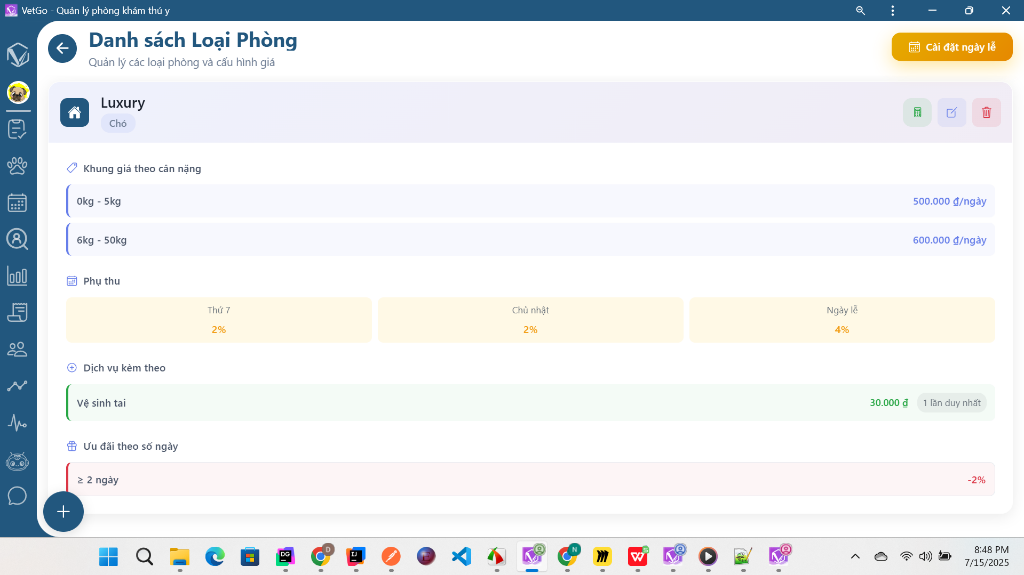 VetGo - Quản lý phòng khám thú y
Danh sách Loại Phòng
Quản lý các loại phòng và cấu hình giá
Cài đặt ngày lễ
Luxury
Chó
Khung giá theo cân nặng
0kg - 5kg
500.000 ₫/ngày
6kg - 50kg
600.000 ₫/ngày
Phụ thu
Thứ 7
Chủ nhật
Ngày lễ
2%
2%
4%
Dịch vụ kèm theo
Vệ sinh tai
30.000 ₫
1 lần duy nhất
Ưu đãi theo số ngày
≥ 2 ngày
-2%
8:48 PM
7/15/2025